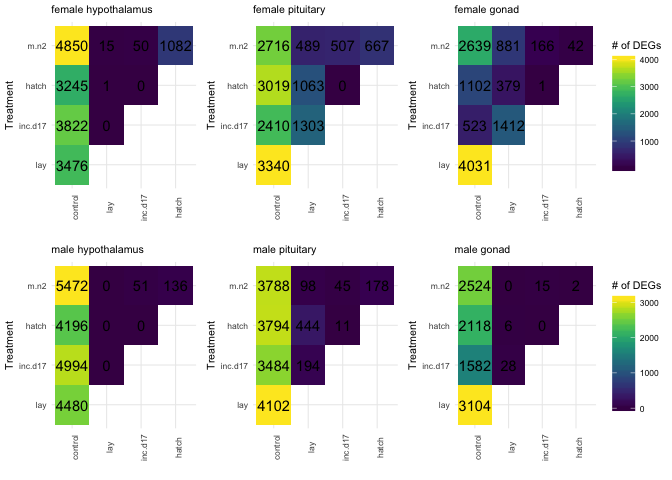 female hypothalamus
female pituitary
female gonad
Treatment
m.n2
4850 15 50 1082
hatch
3245 1 0
inc.d17
3822 0
lay
3476
control lay inc.d17 hatch
Treatment
m.n2
2716 489 507 667
hatch
3019 1063 0
inc.d17
2410 1303
lay
3340
control lay inc.d17 hatch
Treatment
m.n2
2639 881 166 42
hatch
1102 379 1
inc.d17
523 1412
lay
4031
control lay inc.d17 hatch
# of DEGs
4000
3000
2000
1000
male hypothalamus
male pituitary
male gonad
Treatment
m.n2
5472 0 51 136
hatch
4196 0 0
inc.d17
4994 0
lay
4480
control lay inc.d17 hatch
Treatment
m.n2
3788 98 45 178
hatch
3794 444 11
inc.d17
3484 194
lay
4102
control lay inc.d17 hatch
Treatment
m.n2
2524 0 15 2
hatch
2118 6 0
inc.d17
1582 28
lay
3104
control lay inc.d17 hatch
# of DEGs
3000
2000
1000
0